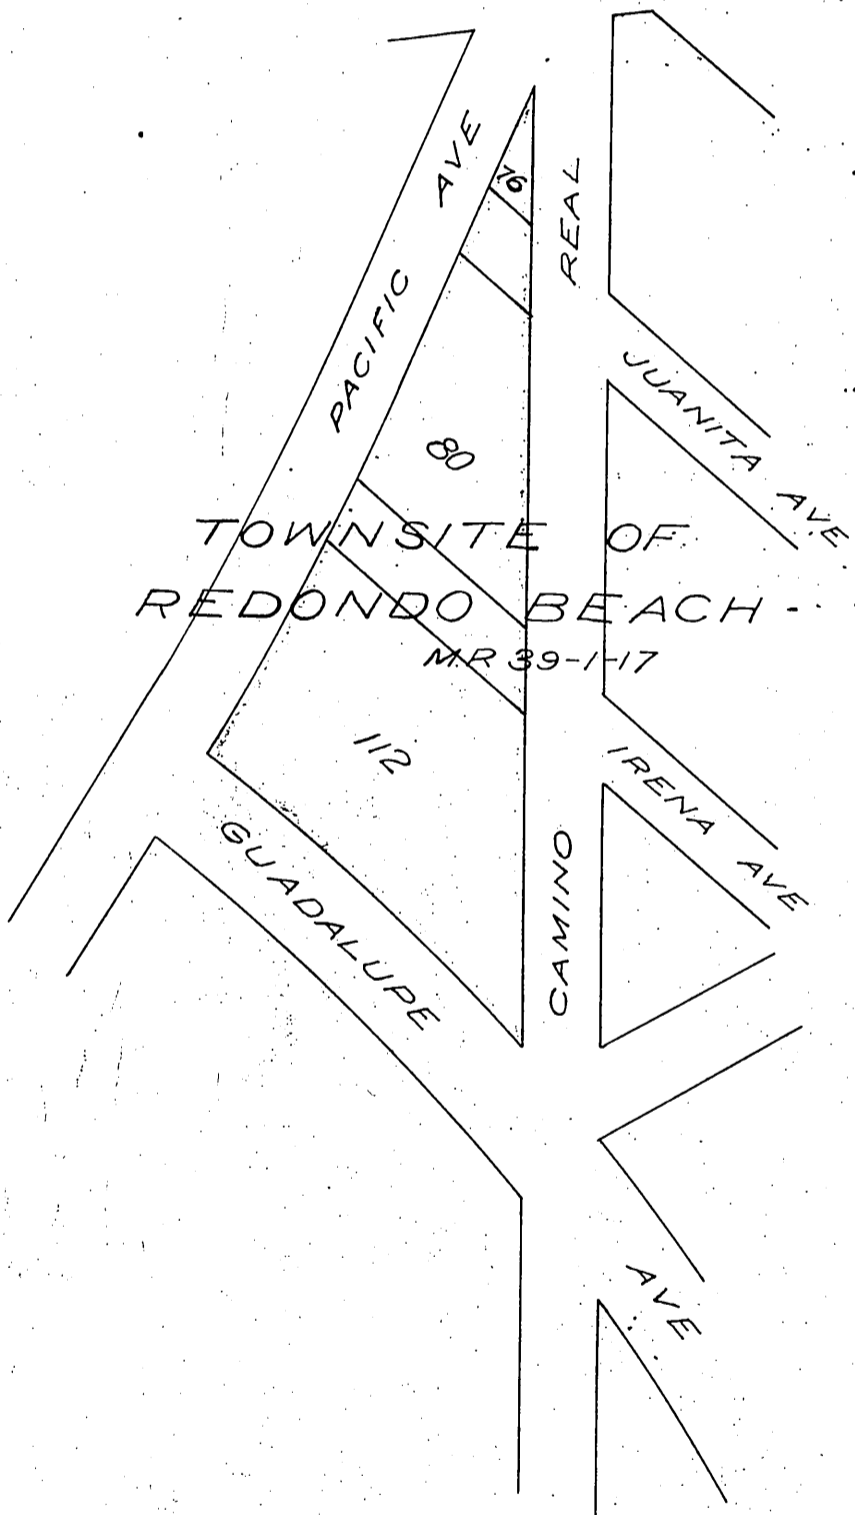 PACIFIC AVE
76
CAMINO REAL
JUANITA AVE
80
TOWNSITE OF
REDONDO BEACH
M.R 39-1-17
112
IRENA AVE
GUADALUPE AVE